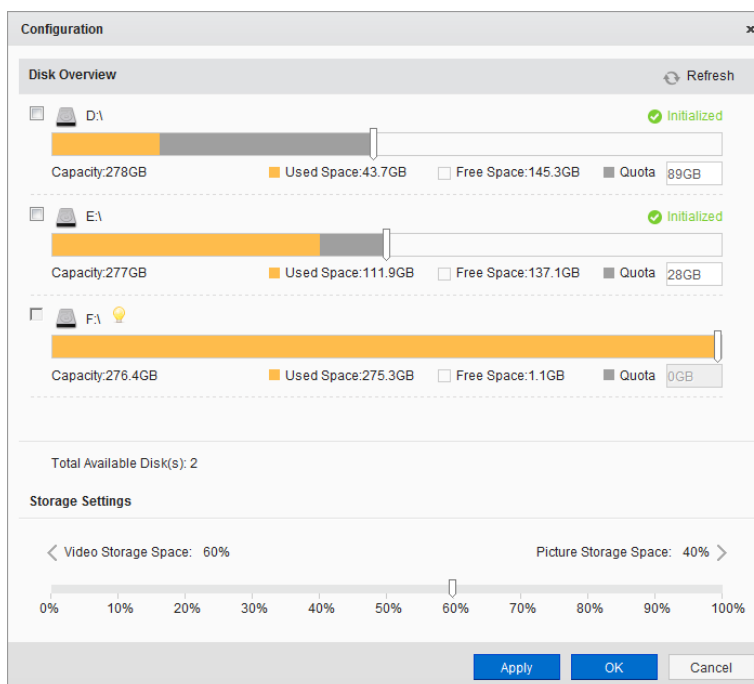 Configuration
Disk Overview Refresh
D:\ Initialized
Capacity:278GB Used Space:43.7GB Free Space:145.3GB Quota 89GB
E:\ Initialized
Capacity:277GB Used Space:111.9GB Free Space:137.1GB Quota 28GB
F:\
Capacity:276.4GB Used Space:275.3GB Free Space:1.1GB Quota 0GB
Total Available Disk(s): 2
Storage Settings
Video Storage Space: 60% Picture Storage Space: 40%
0% 10% 20% 30% 40% 50% 60% 70% 80% 90% 100%
Apply OK Cancel